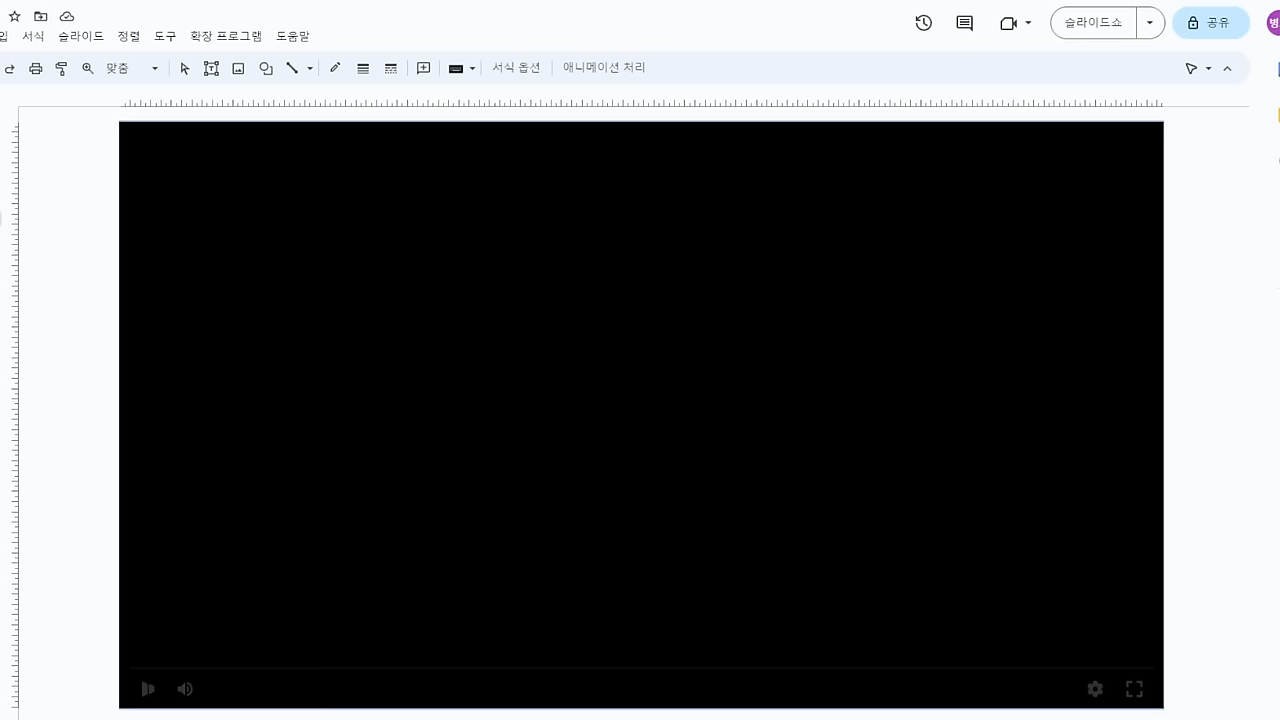 슬라이드쇼
공유
입 서식 슬라이드 정렬 도구 확장 프로그램 도움말
맞춤 서식 옵션 애니메이션 처리